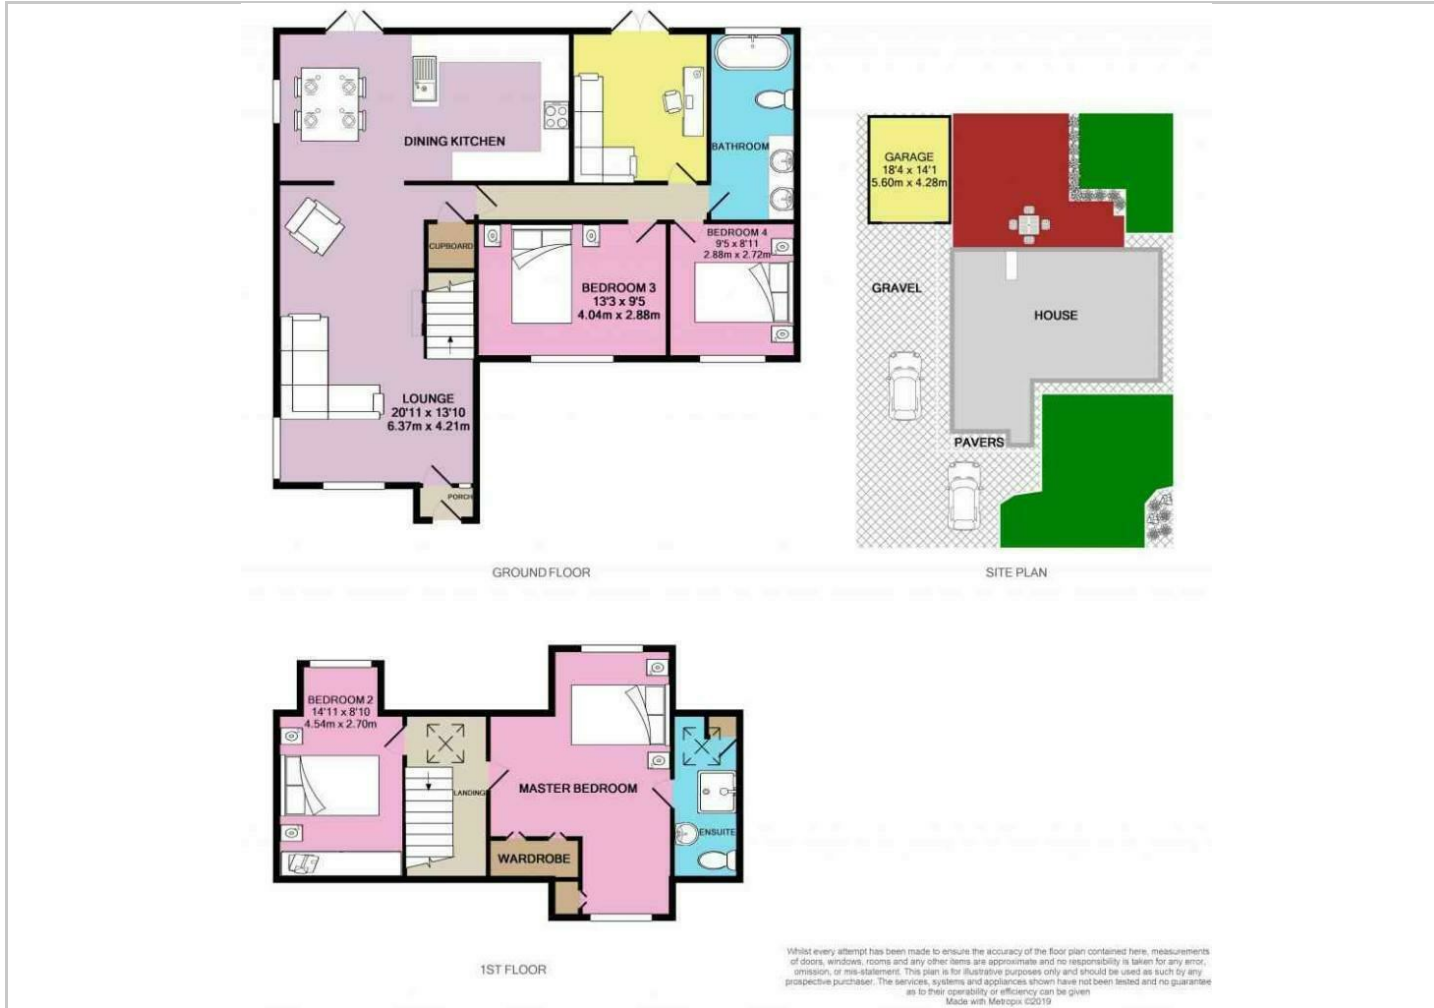 DINING KITCHEN
BATHROOM
CUPBOARD
BEDROOM 3
13'3 x 9'5
4.04m x 2.88m
BEDROOM 4
9'5 x 8'11
2.88m x 2.72m
LOUNGE
20'11 x 13'10
6.37m x 4.21m
PORCH
GROUND FLOOR
GARAGE
18'4 x 14'1
5.60m x 4.28m
GRAVEL
HOUSE
PAVERS
SITE PLAN
BEDROOM 2
14'11 x 8'10
4.54m x 2.70m
LANDING
MASTER BEDROOM
WARDROBE
ENSUITE
1ST FLOOR
Whilst every attempt has been made to ensure the accuracy of the floor plan contained here, measurements
of doors, windows, rooms and any other items are approximate and no responsibility is taken for any error,
omission, or mis-statement. This plan is for illustrative purposes only and should be used as such by any
prospective purchaser. The services, systems and appliances shown have not been tested and no guarantee
as to their operability or efficiency can be given
Made with Metropix ©2019